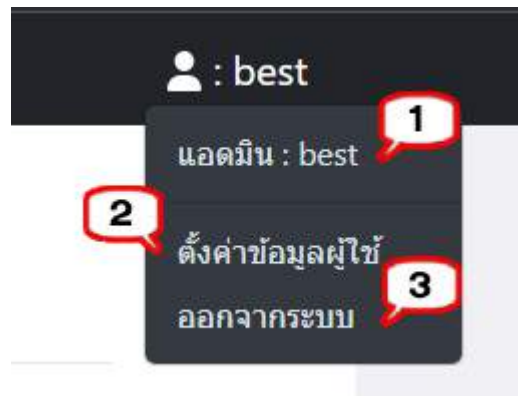 : best
1
แอดมิน : best
2
ตั้งค่าข้อมูลผู้ใช้
3
ออกจากระบบ